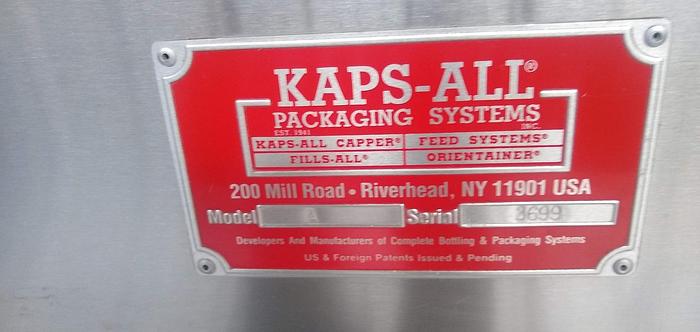 KAPS-ALL®
PACKAGING SYSTEMS
EST. 1941 INC.
KAPS-ALL CAPPER® FEED SYSTEMS®
FILLS-ALL® ORIENTAINER®
200 Mill Road • Riverhead, NY 11901 USA
Model A Serial 3699
Developers And Manufacturers of Complete Bottling & Packaging Systems
US & Foreign Patents Issued & Pending